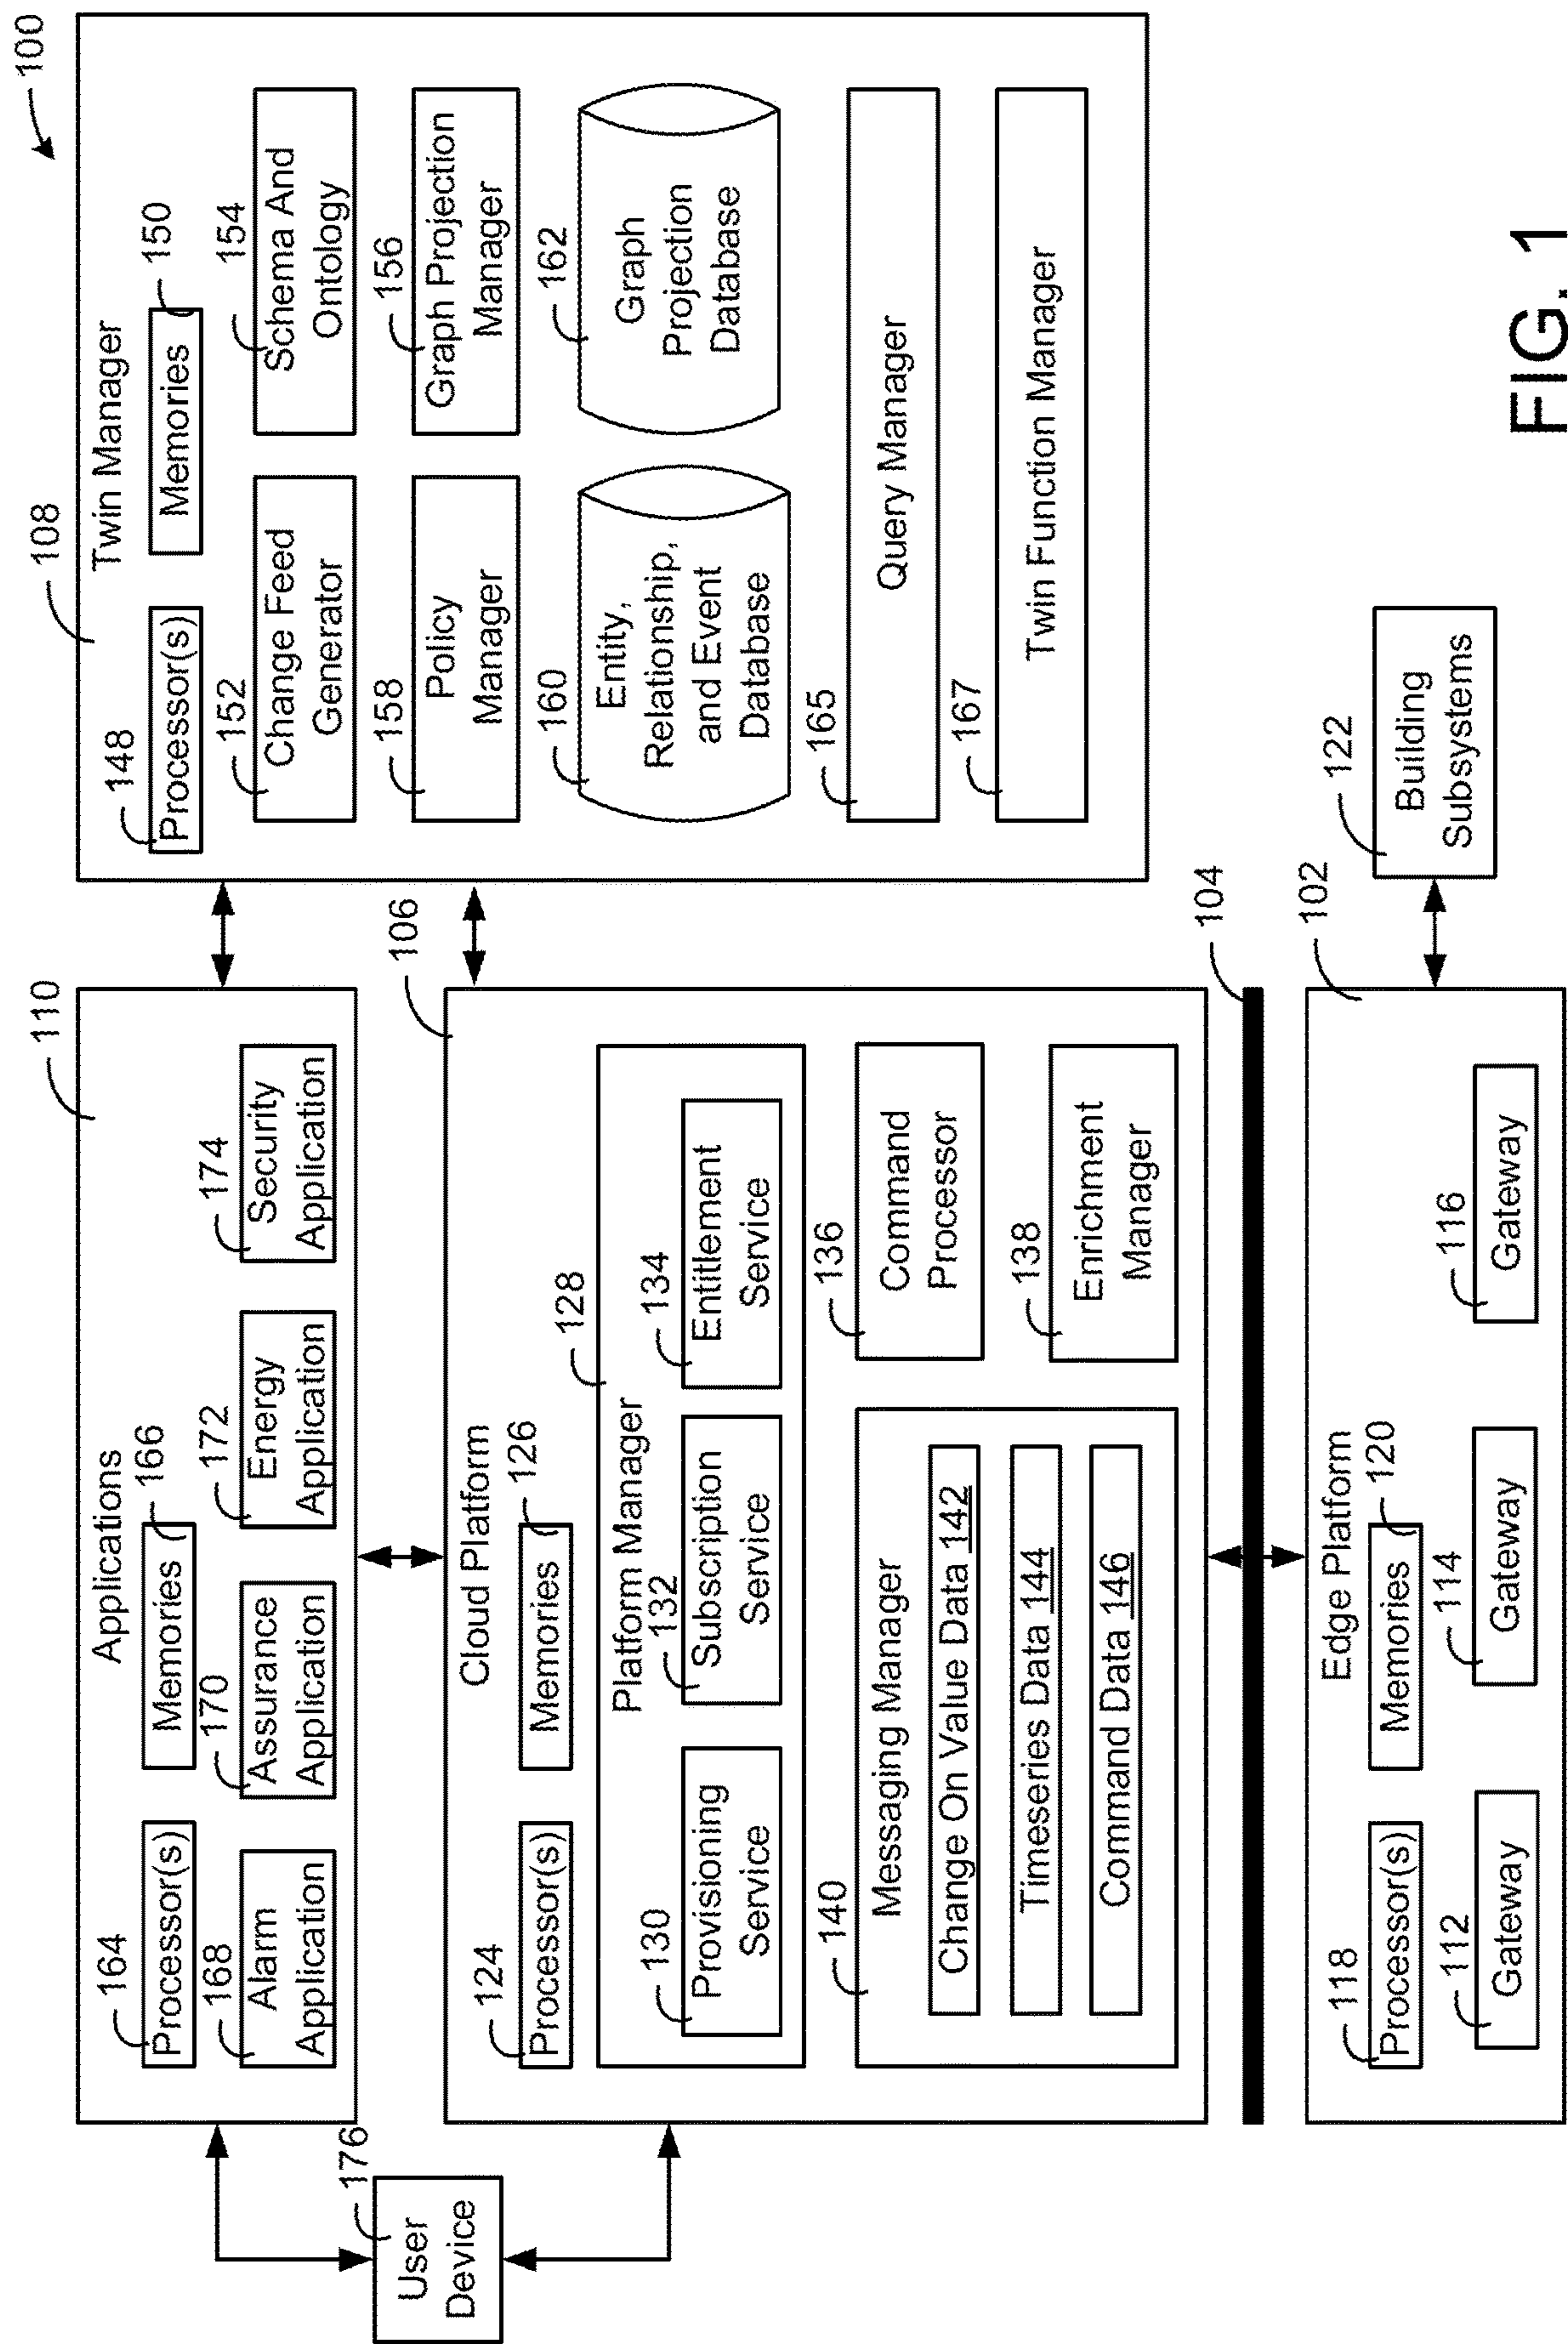 100
110
Applications
164
Processor(s)
Memories
166
168
Alarm
Application
170
Assurance
Application
172
Energy
Application
174
Security
Application
176
User
Device
106
Cloud Platform
124
Processor(s)
Memories
126
128
Platform Manager
130
Provisioning
Service
132
Subscription
Service
134
Entitlement
Service
140
Messaging Manager
Change On Value Data 142
Timeseries Data 144
Command Data 146
136
Command
Processor
138
Enrichment
Manager
104
102
Edge Platform
118
Processor(s)
Memories
120
112
Gateway
114
Gateway
116
Gateway
122
Building
Subsystems
108
Twin Manager
148
Processor(s)
Memories
150
152
Change Feed
Generator
154
Schema And
Ontology
158
Policy
Manager
156
Graph Projection
Manager
160
Entity,
Relationship,
and Event
Database
162
Graph
Projection
Database
165
Query Manager
167
Twin Function Manager
FIG. 1